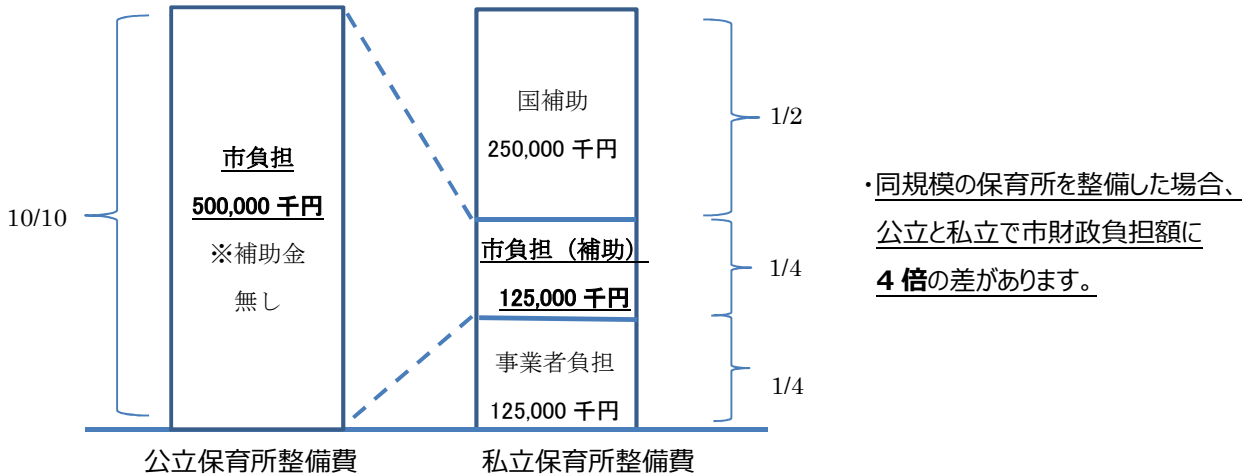 10/10
市負担
500,000 千円
※補助金
無し
国補助
250,000 千円
市負担（補助）
125,000 千円
事業者負担
125,000 千円
1/2
1/4
1/4
・同規模の保育所を整備した場合、
公立と私立で市財政負担額に
4 倍の差があります。
公立保育所整備費
私立保育所整備費